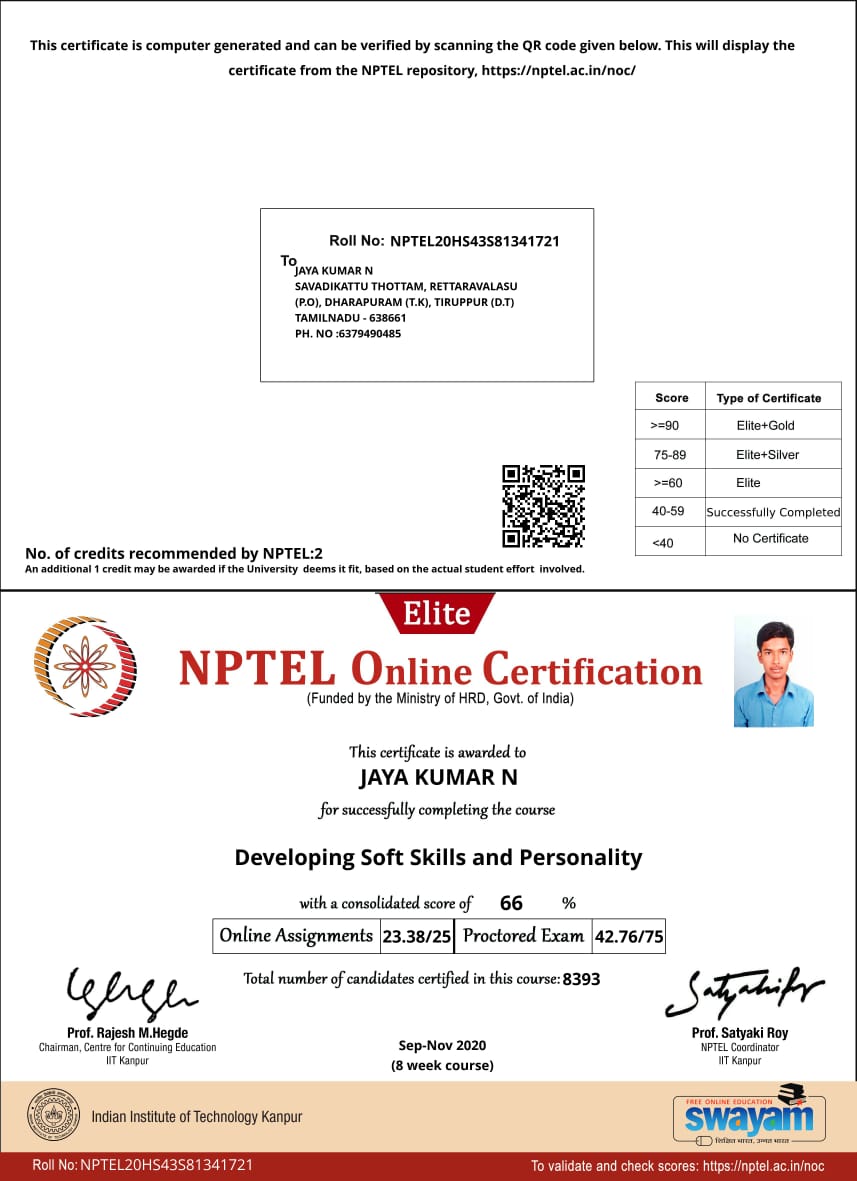 This certificate is computer generated and can be verified by scanning the QR code given below. This will display the
certificate from the NPTEL repository, https://nptel.ac.in/noc/
Roll No: NPTEL20HS43S81341721
To
JAYA KUMAR N
SAVADIKATTU THOTTAM, RETTARAVALASU
(P.O), DHARAPURAM (T.K), TIRUPPUR (D.T)
TAMILNADU - 638661
PH. NO :6379490485
Score Type of Certificate
>=90 Elite+Gold
75-89 Elite+Silver
>=60 Elite
40-59 Successfully Completed
<40 No Certificate
No. of credits recommended by NPTEL:2
An additional 1 credit may be awarded if the University deems it fit, based on the actual student effort involved.
Elite
NPTEL Online Certification
(Funded by the Ministry of HRD, Govt. of India)
This certificate is awarded to
JAYA KUMAR N
for successfully completing the course
Developing Soft Skills and Personality
with a consolidated score of 66 %
Online Assignments 23.38/25 Proctored Exam 42.76/75
Total number of candidates certified in this course: 8393
Prof. Rajesh M.Hegde
Chairman, Centre for Continuing Education
IIT Kanpur
Sep-Nov 2020
(8 week course)
Prof. Satyaki Roy
NPTEL Coordinator
IIT Kanpur
Indian Institute of Technology Kanpur
FREE ONLINE EDUCATION
swayam
शिक्षित भारत, उन्नत भारत
Roll No: NPTEL20HS43S81341721
To validate and check scores: https://nptel.ac.in/noc